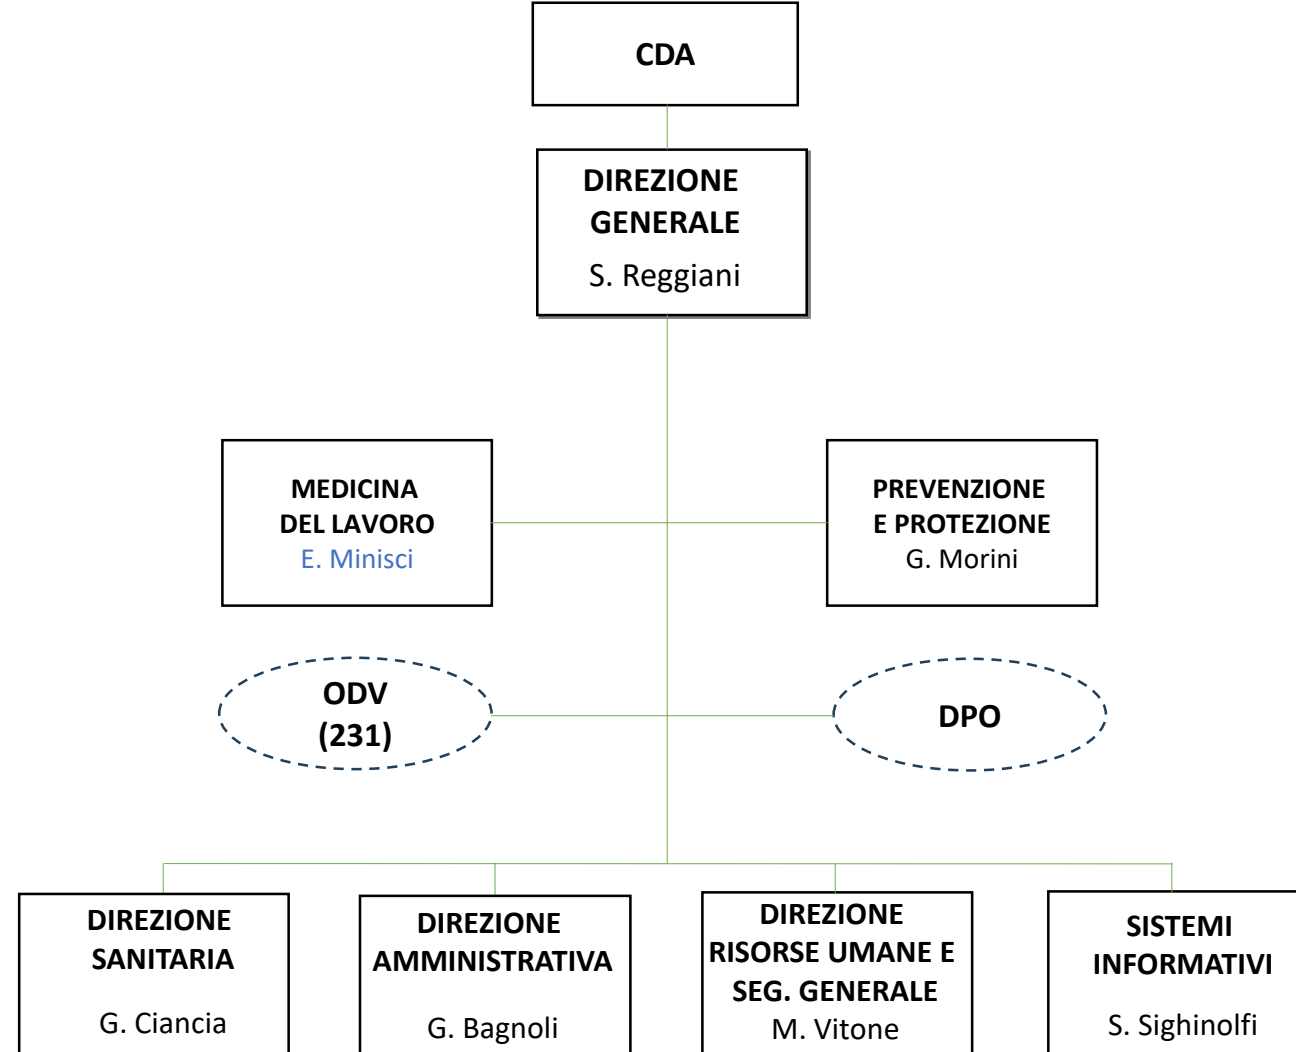 CDA
DIREZIONE
GENERALE
S. Reggiani
MEDICINA
DEL LAVORO
E. Minisci
PREVENZIONE
E PROTEZIONE
G. Morini
ODV
(231)
DPO
DIREZIONE
SANITARIA
G. Ciancia
DIREZIONE
AMMINISTRATIVA
G. Bagnoli
DIREZIONE
RISORSE UMANE E
SEG. GENERALE
M. Vitone
SISTEMI
INFORMATIVI
S. Sighinolfi